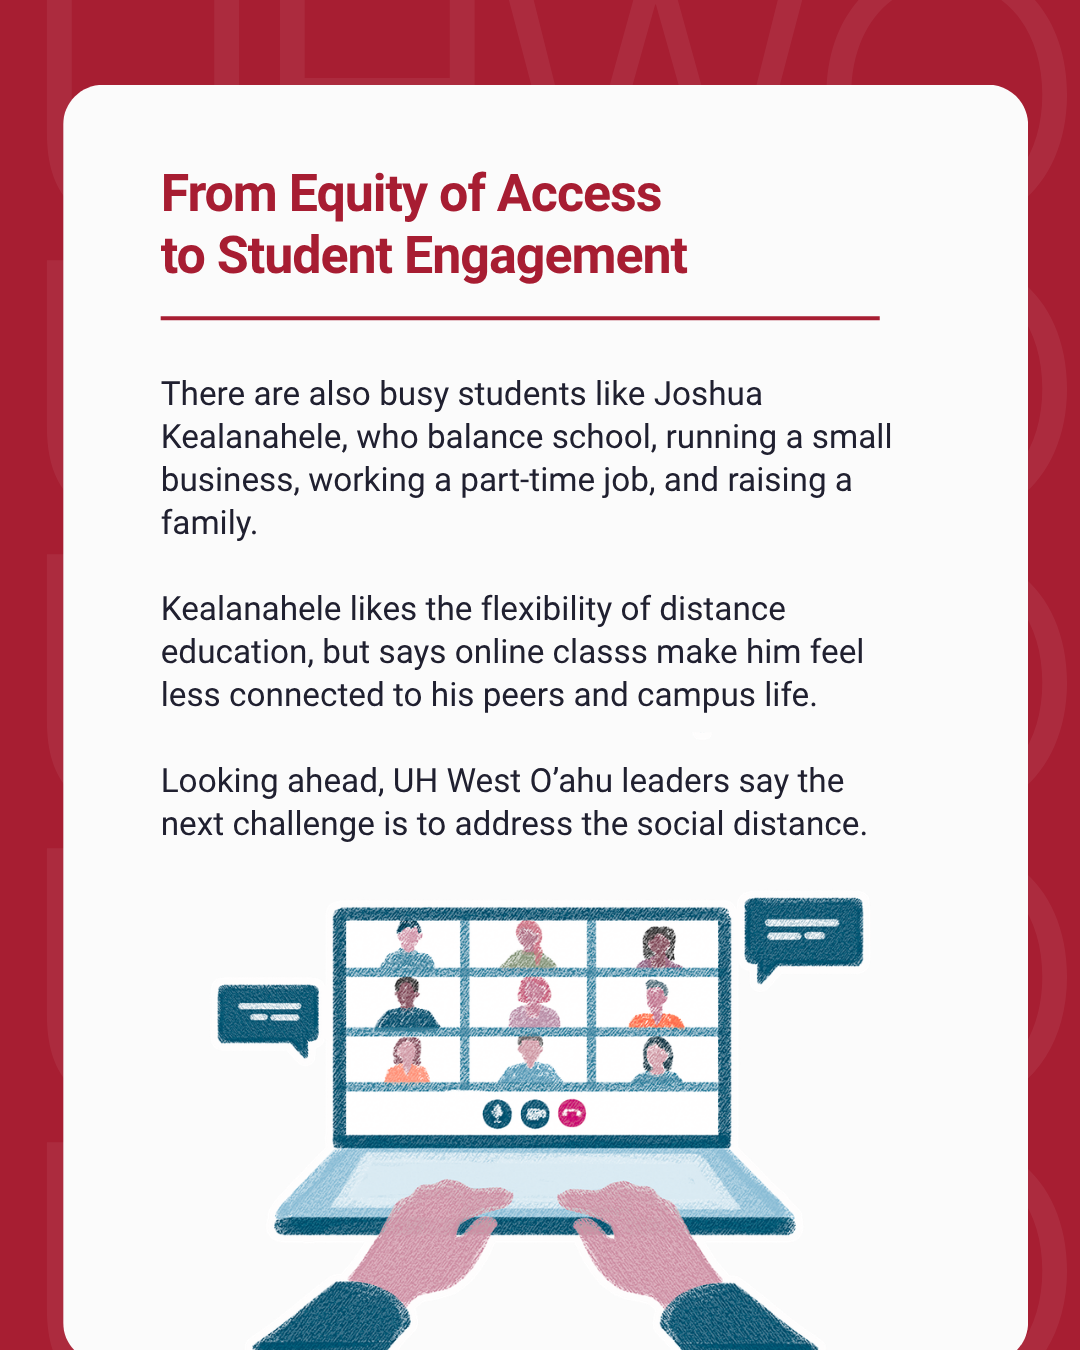 UHWO
From Equity of Access
to Student Engagement
There are also busy students like Joshua
Kealanahele, who balance school, running a small
business, working a part-time job, and raising a
family.
Kealanahele likes the flexibility of distance
education, but says online classs make him feel
less connected to his peers and campus life.
Looking ahead, UH West O’ahu leaders say the
next challenge is to address the social distance.